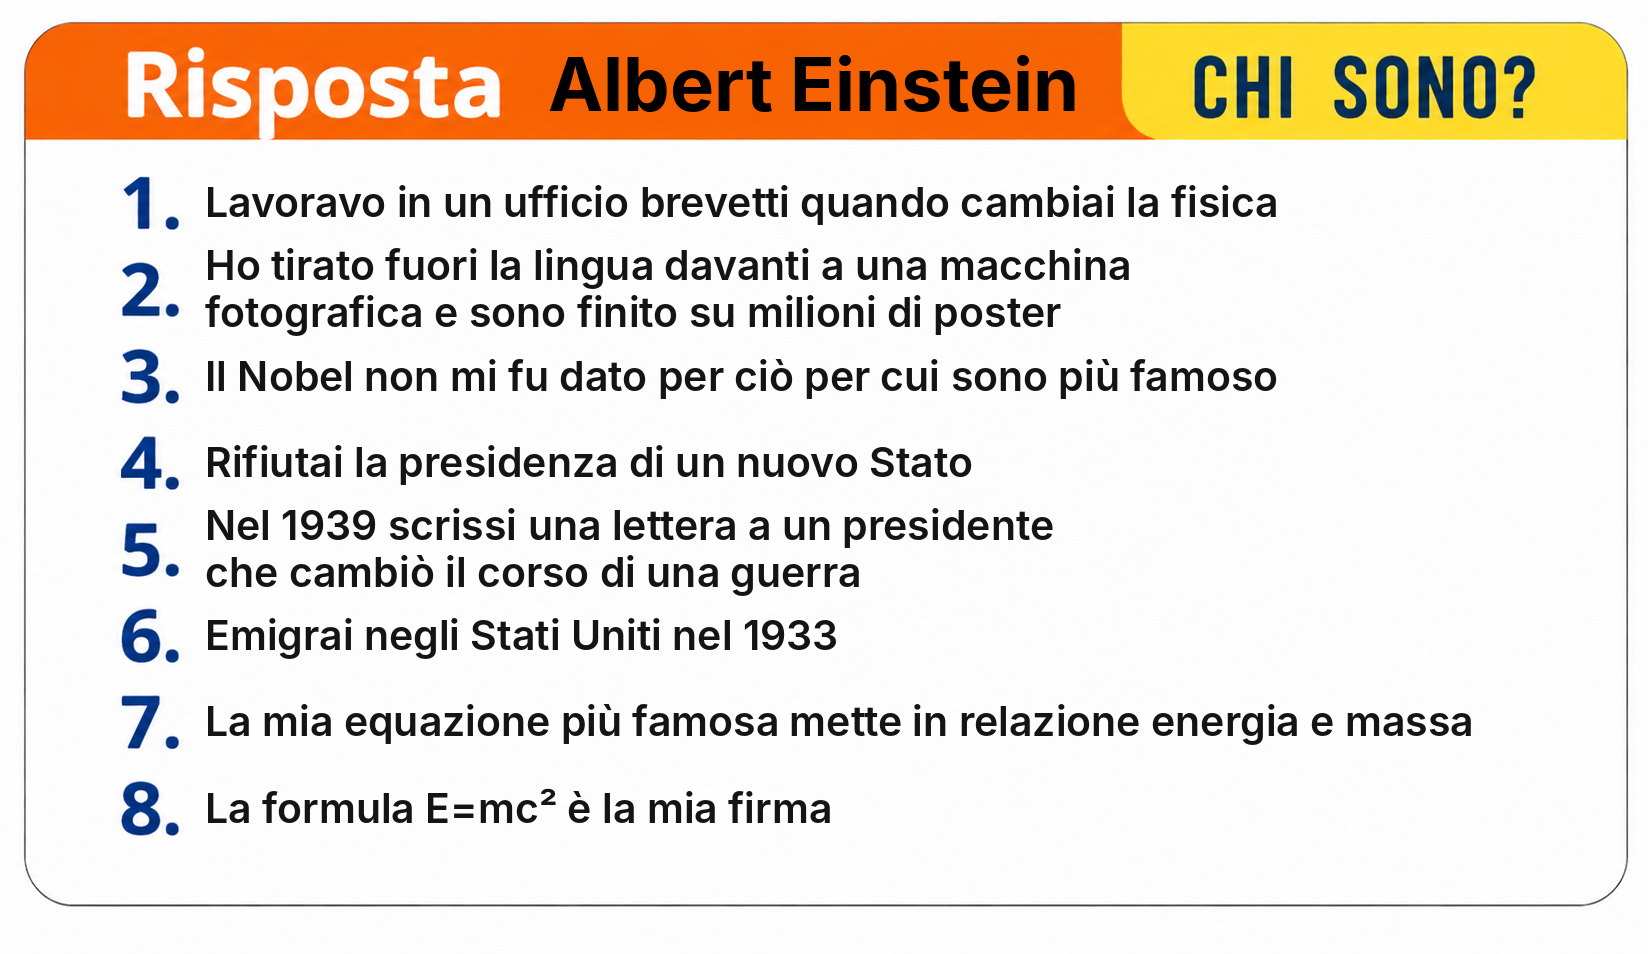 Risposta Albert Einstein CHI SONO?
1. Lavoravo in un ufficio brevetti quando cambiai la fisica
2. Ho tirato fuori la lingua davanti a una macchina
fotografica e sono finito su milioni di poster
3. Il Nobel non mi fu dato per ciò per cui sono più famoso
4. Rifiutai la presidenza di un nuovo Stato
5. Nel 1939 scrissi una lettera a un presidente
che cambiò il corso di una guerra
6. Emigrai negli Stati Uniti nel 1933
7. La mia equazione più famosa mette in relazione energia e massa
8. La formula E=mc² è la mia firma